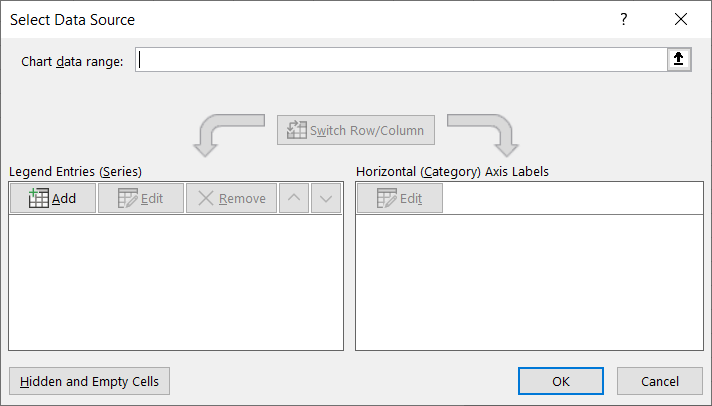 Select Data Source
?
Chart data range:
Switch Row/Column
Legend Entries (Series)
Horizontal (Category) Axis Labels
Add Edit Remove
Edit
Hidden and Empty Cells
OK Cancel